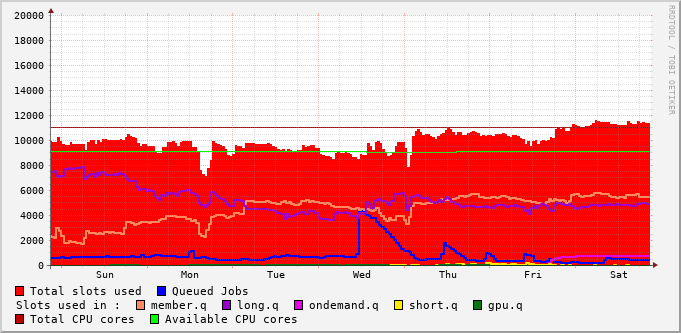 20000
18000
16000
14000
12000
10000
8000
6000
4000
2000
0
Sun Mon Tue Wed Thu Fri Sat
Total slots used Queued Jobs
Slots used in : member.q long.q ondemand.q short.q gpu.q
Total CPU cores Available CPU cores
RRDTOOL / TOBI OETIKER